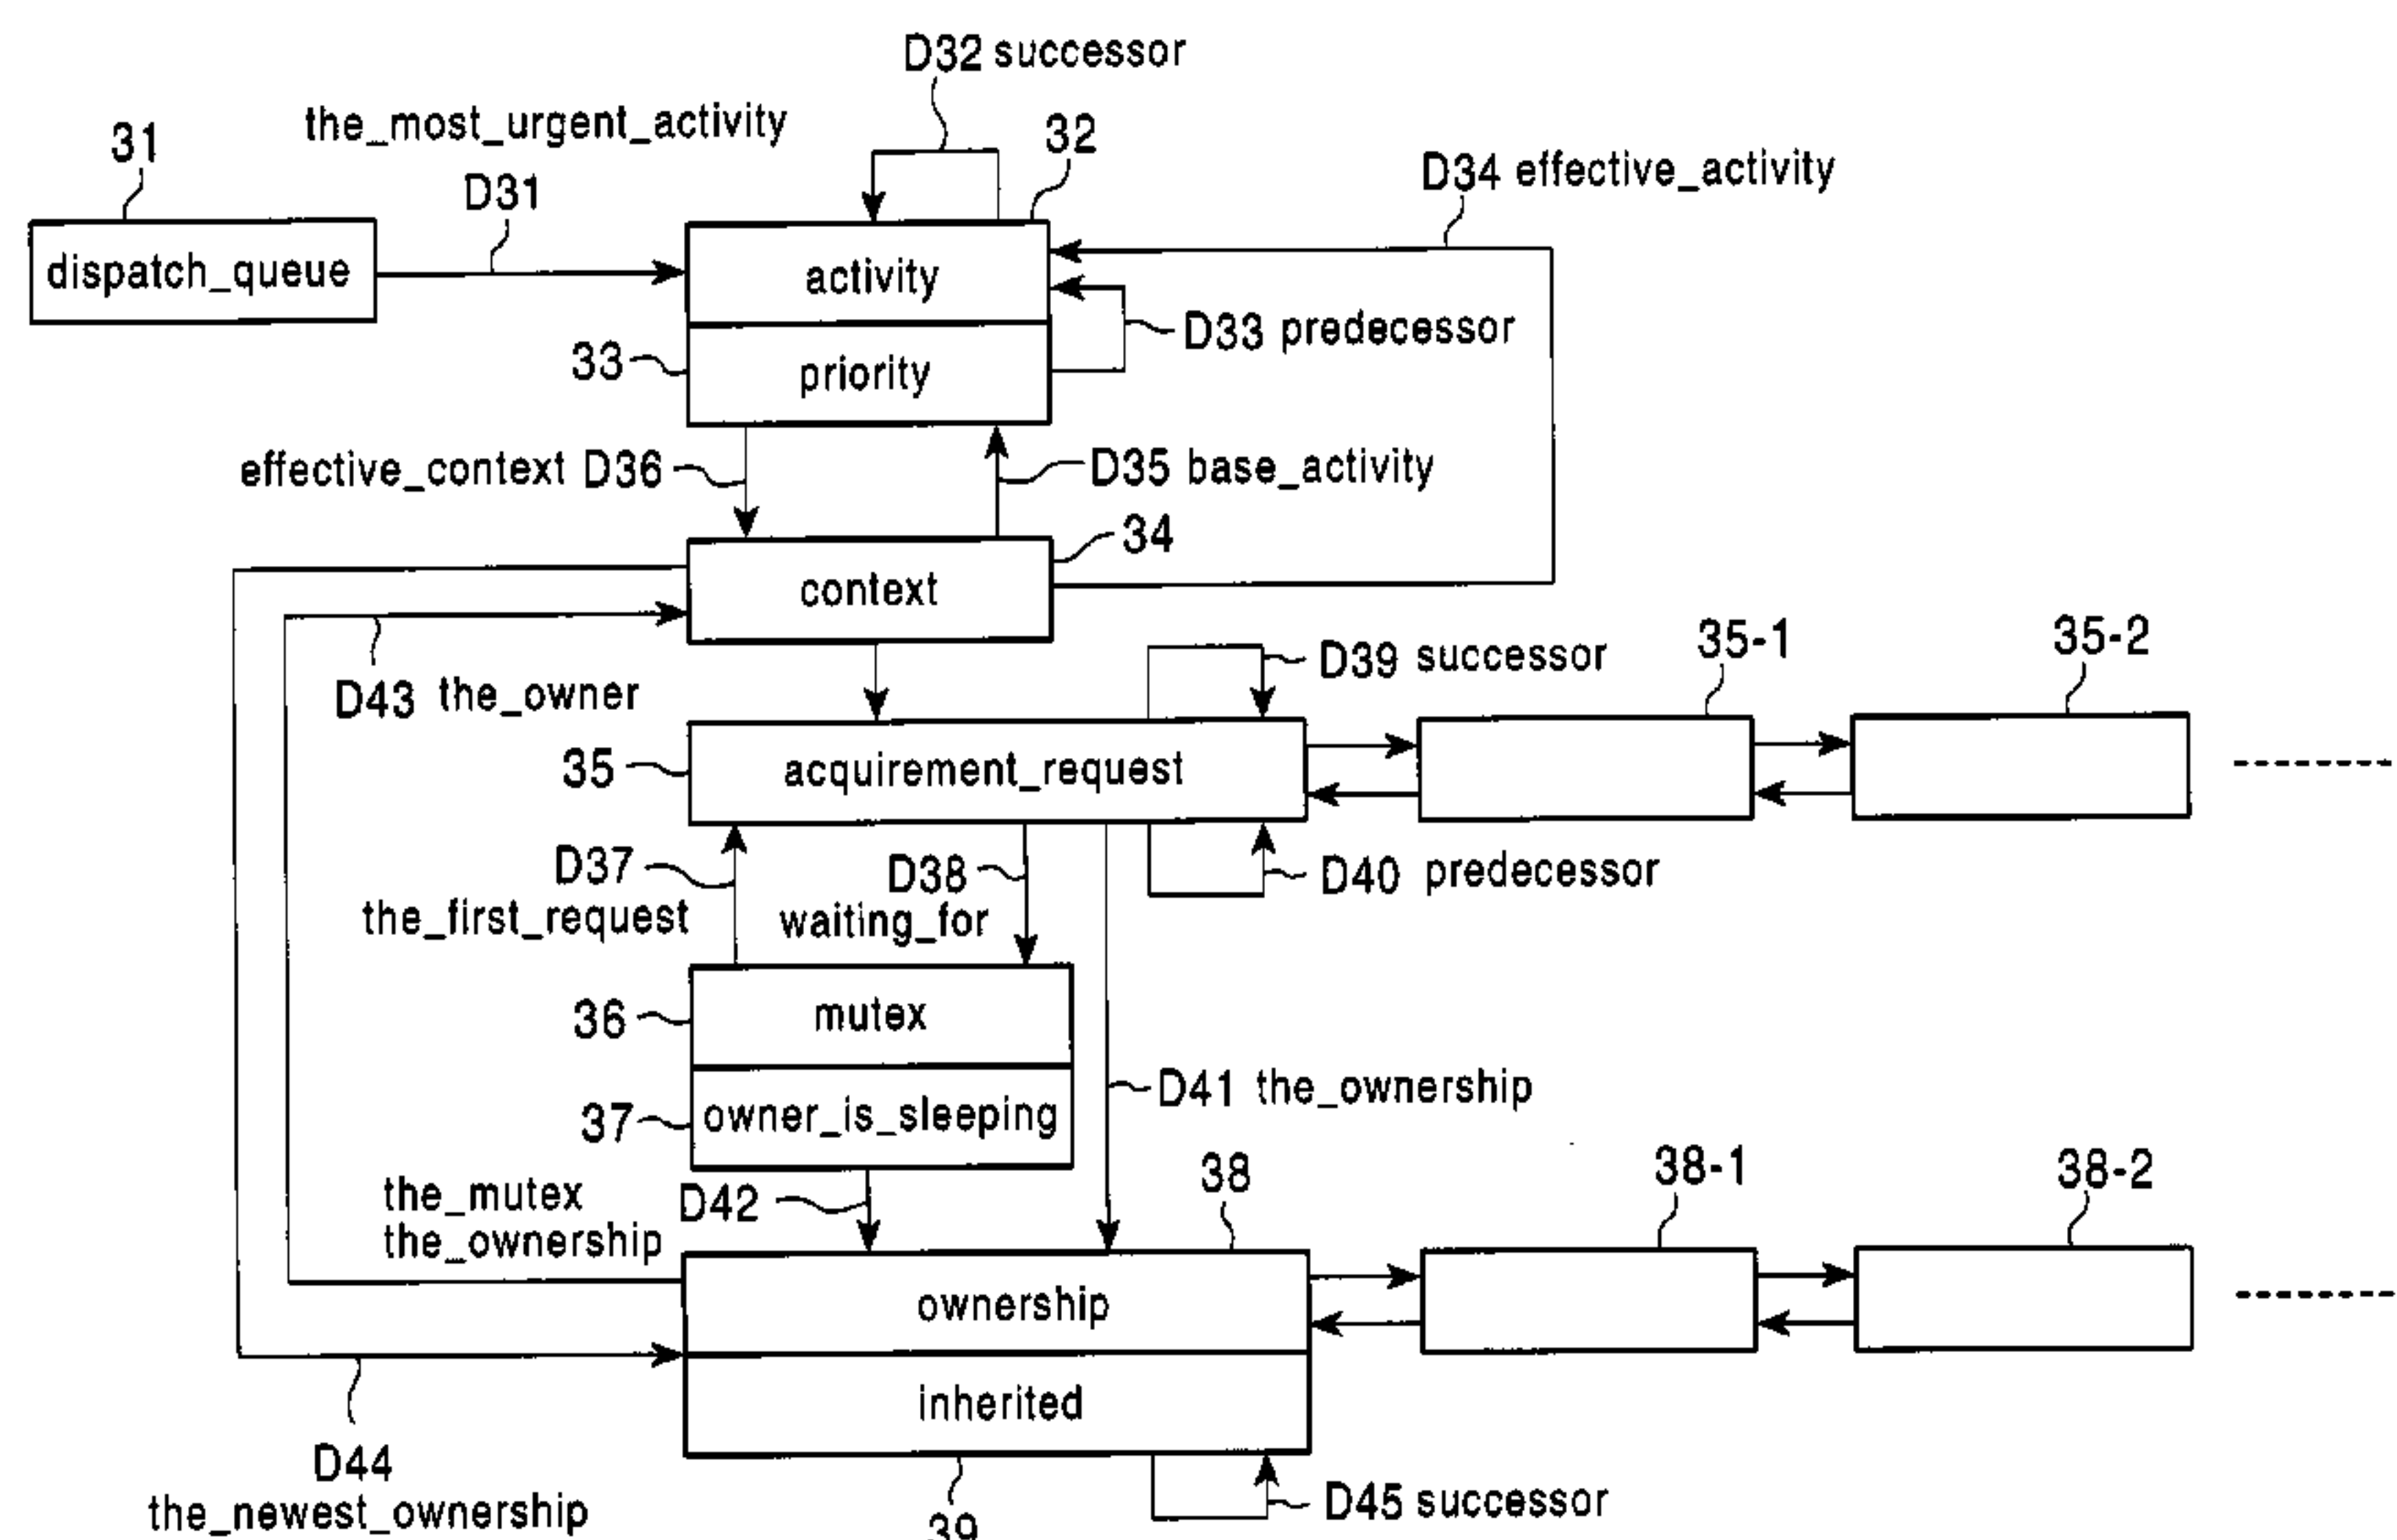 D32 successor
the_most_urgent_activity
31
32
D31
D34 effective_activity
dispatch_queue
activity
D33 predecessor
33
priority
effective_context D36
D35 base_activity
34
context
D43 the_owner
D39 successor
35-1
35-2
35
acquirement_request
D37
the_first_request
D38
waiting_for
D40 predecessor
36
mutex
D41 the_ownership
37
owner_is_sleeping
the_mutex
the_ownership
D42
38
38-1
38-2
ownership
inherited
D44
the_newest_ownership
39
D45 successor